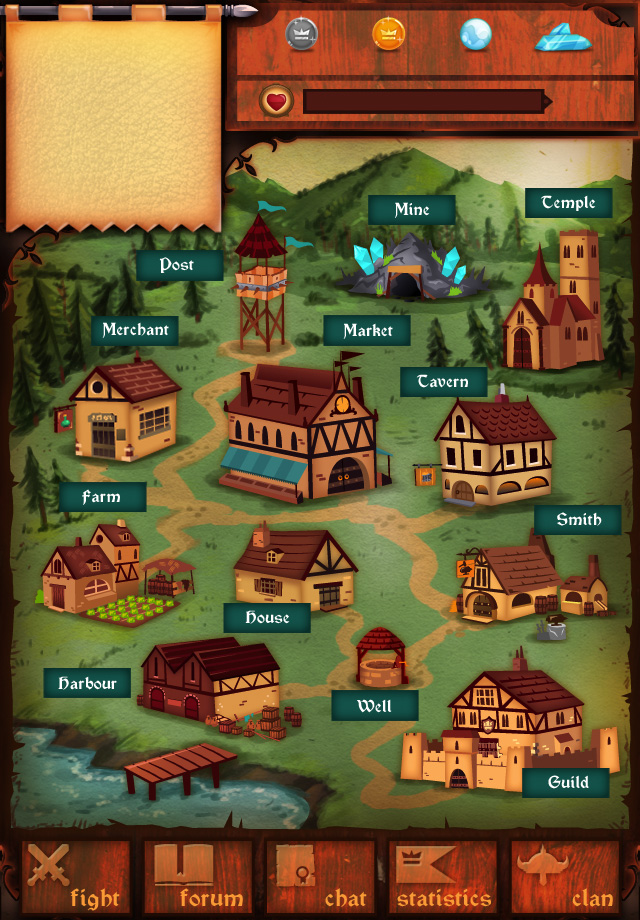 Temple
Mine
Post
Merchant
Market
Tavern
Farm
Smith
House
Harbour
Well
Guild
fight
forum
chat
statistics
clan